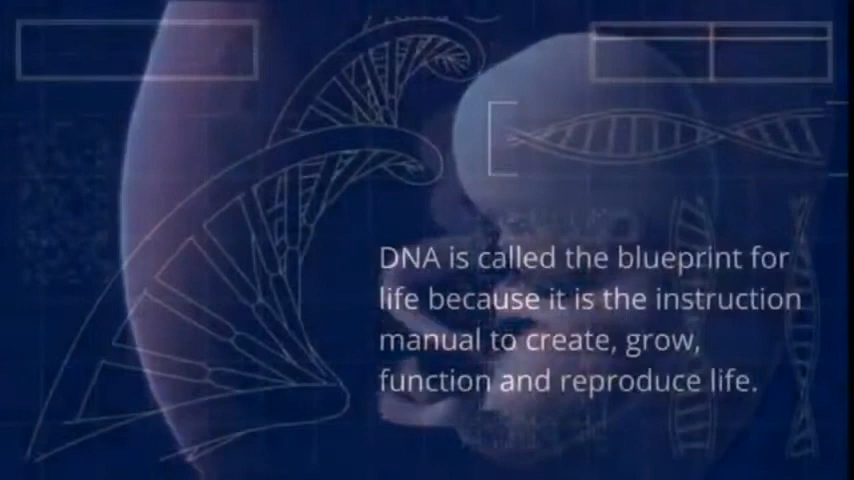 DNA is called the blueprint for
life because it is the instruction
manual to create, grow,
function and reproduce life.